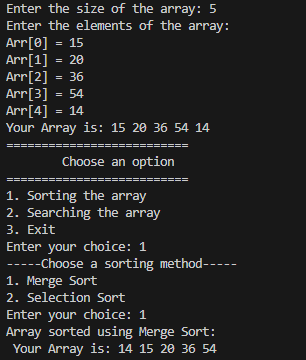 Enter the size of the array: 5
Enter the elements of the array:
Arr[0] = 15
Arr[1] = 20
Arr[2] = 36
Arr[3] = 54
Arr[4] = 14
Your Array is: 15 20 36 54 14
==========================
Choose an option
==========================
1. Sorting the array
2. Searching the array
3. Exit
Enter your choice: 1
-----Choose a sorting method-----
1. Merge Sort
2. Selection Sort
Enter your choice: 1
Array sorted using Merge Sort:
Your Array is: 14 15 20 36 54